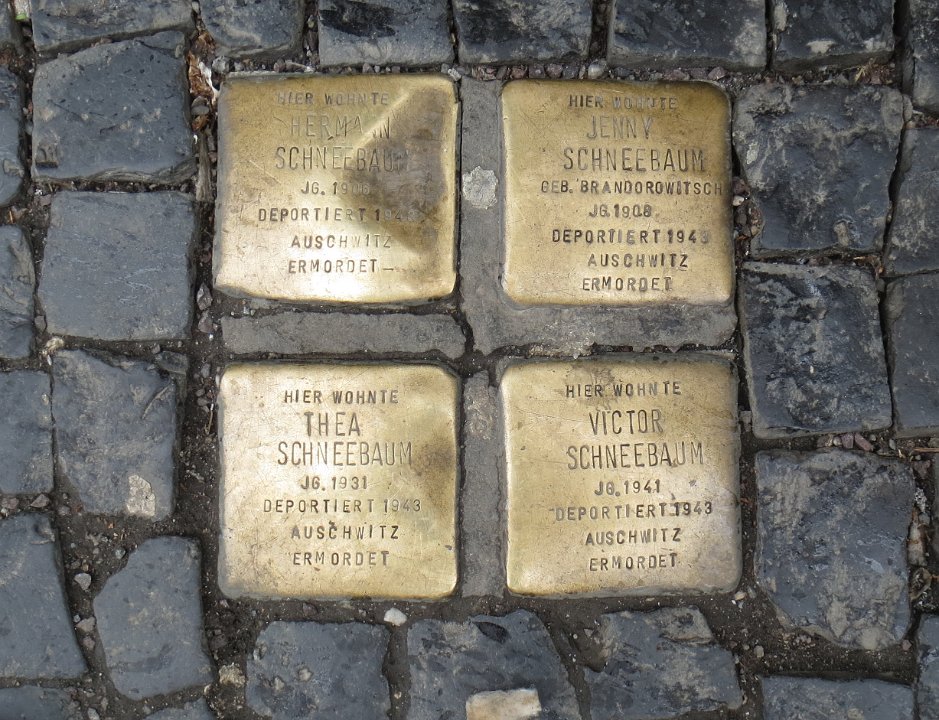 HIER WOHNTE
HERMANN
SCHNEEBAUM
JG. 1906
DEPORTIERT 1943
AUSCHWITZ
ERMORDET
HIER WOHNTE
JENNY
SCHNEEBAUM
GEB. BRANDOROWITSCH
JG. 1908
DEPORTIERT 1943
AUSCHWITZ
ERMORDET
HIER WOHNTE
THEA
SCHNEEBAUM
JG. 1931
DEPORTIERT 1943
AUSCHWITZ
ERMORDET
HIER WOHNTE
VICTOR
SCHNEEBAUM
JG. 1941
DEPORTIERT 1943
AUSCHWITZ
ERMORDET